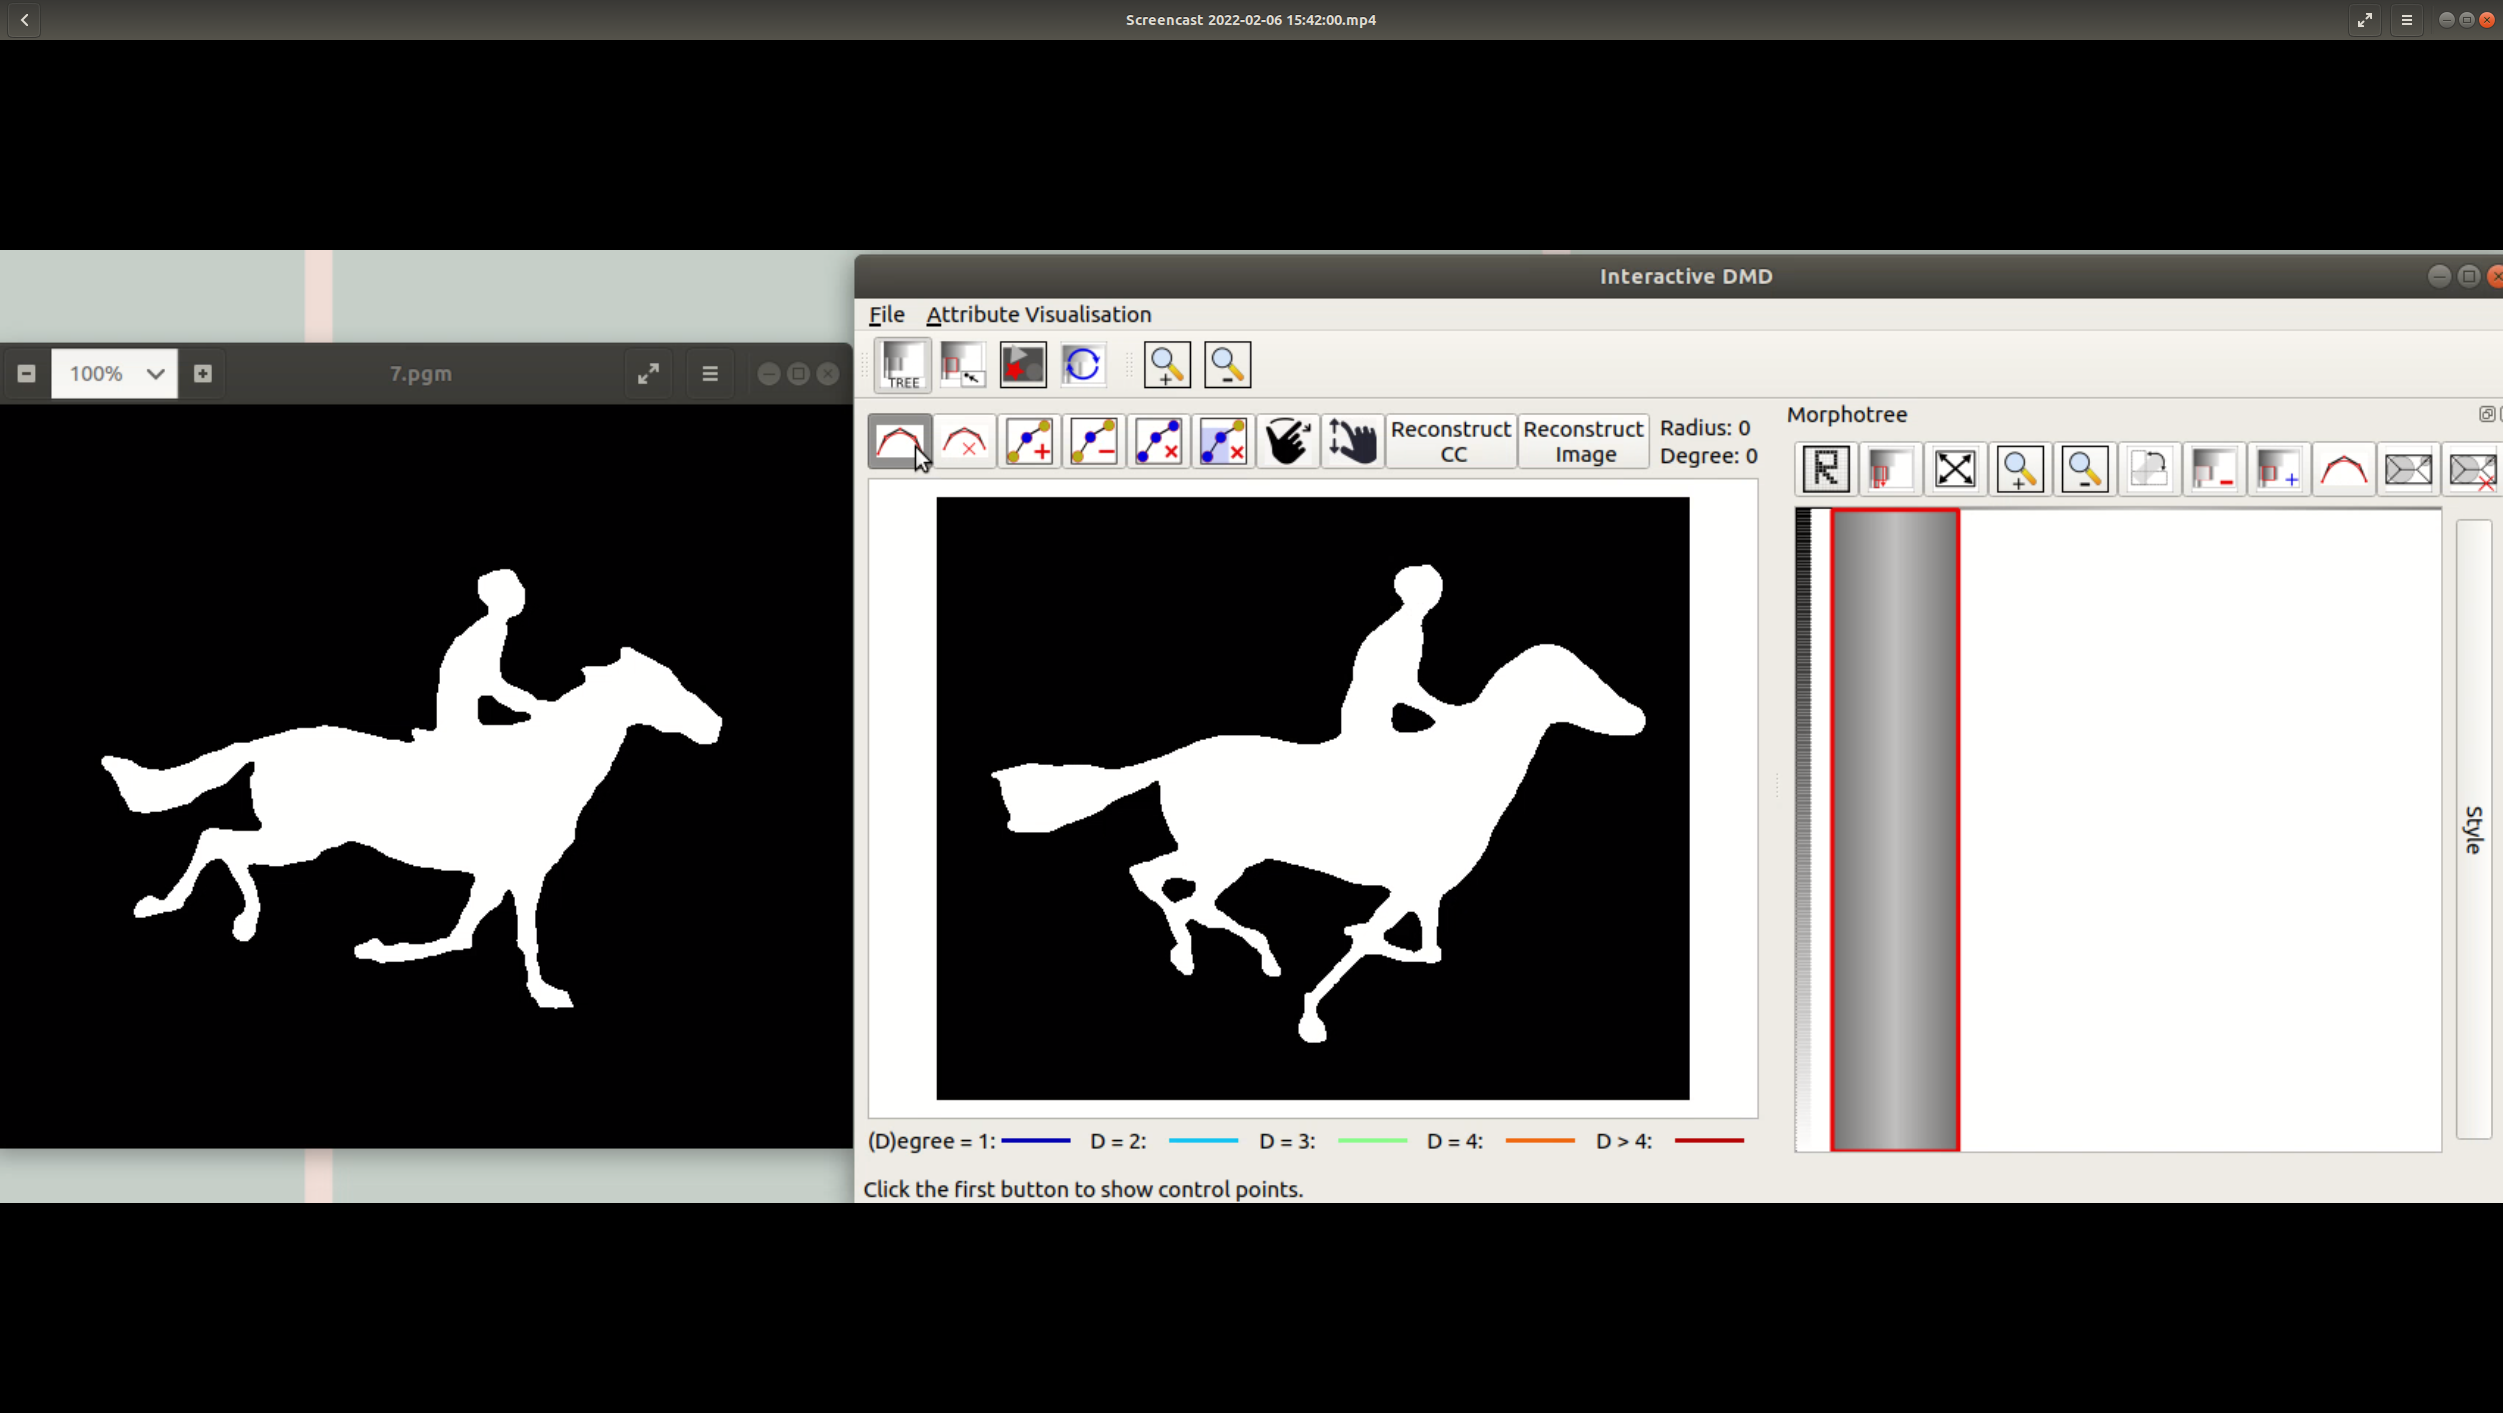 Screencast 2022-02-06 15:42:00.mp4
Interactive DMD
File Attribute Visualisation
100%
7.pgm
TREE
Reconstruct CC
Reconstruct Image
Radius: 0
Degree: 0
Morphotree
R
Style
(D)egree = 1: D = 2: D = 3: D = 4: D > 4:
Click the first button to show control points.